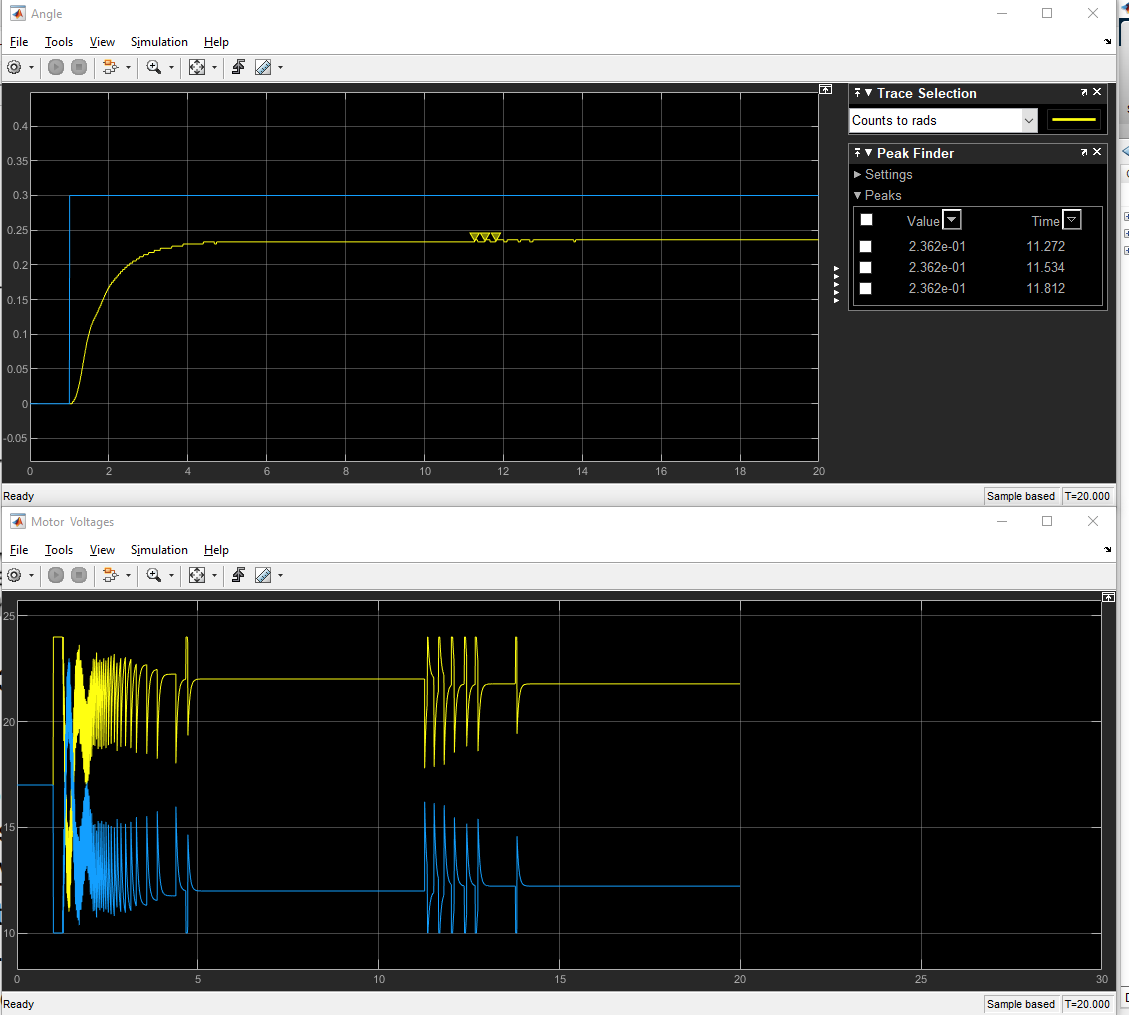 Angle
File Tools View Simulation Help
Trace Selection
Counts to rads
Peak Finder
Settings
Peaks
Value Time
2.362e-01 11.272
2.362e-01 11.534
2.362e-01 11.812
0.4
0.35
0.3
0.25
0.2
0.15
0.1
0.05
0
-0.05
0 2 4 6 8 10 12 14 16 18 20
Ready Sample based T=20.000
Motor Voltages
File Tools View Simulation Help
25
20
15
10
0 5 10 15 20 25 30
Ready Sample based T=20.000